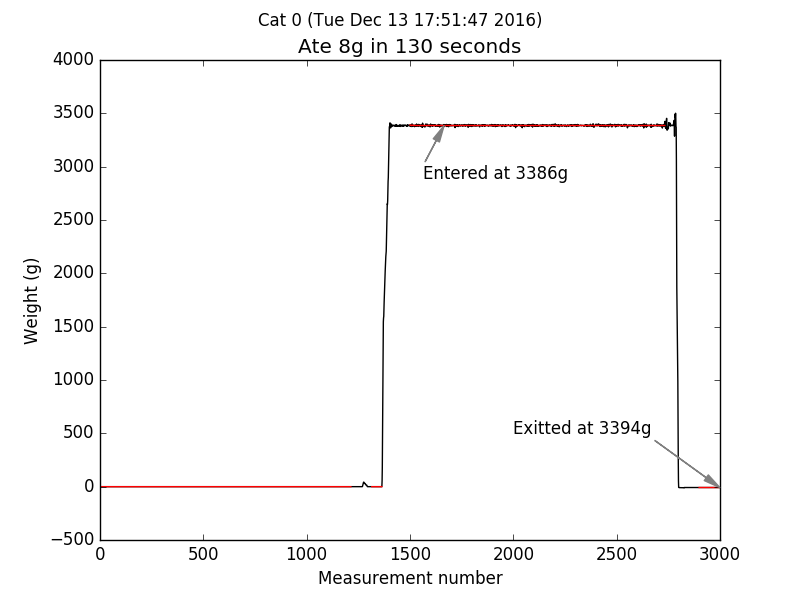 Cat 0 (Tue Dec 13 17:51:47 2016)
Ate 8g in 130 seconds
4000
3500
3000
2500
2000
1500
1000
500
0
−500
Weight (g)
Entered at 3386g
Exitted at 3394g
0 500 1000 1500 2000 2500 3000
Measurement number